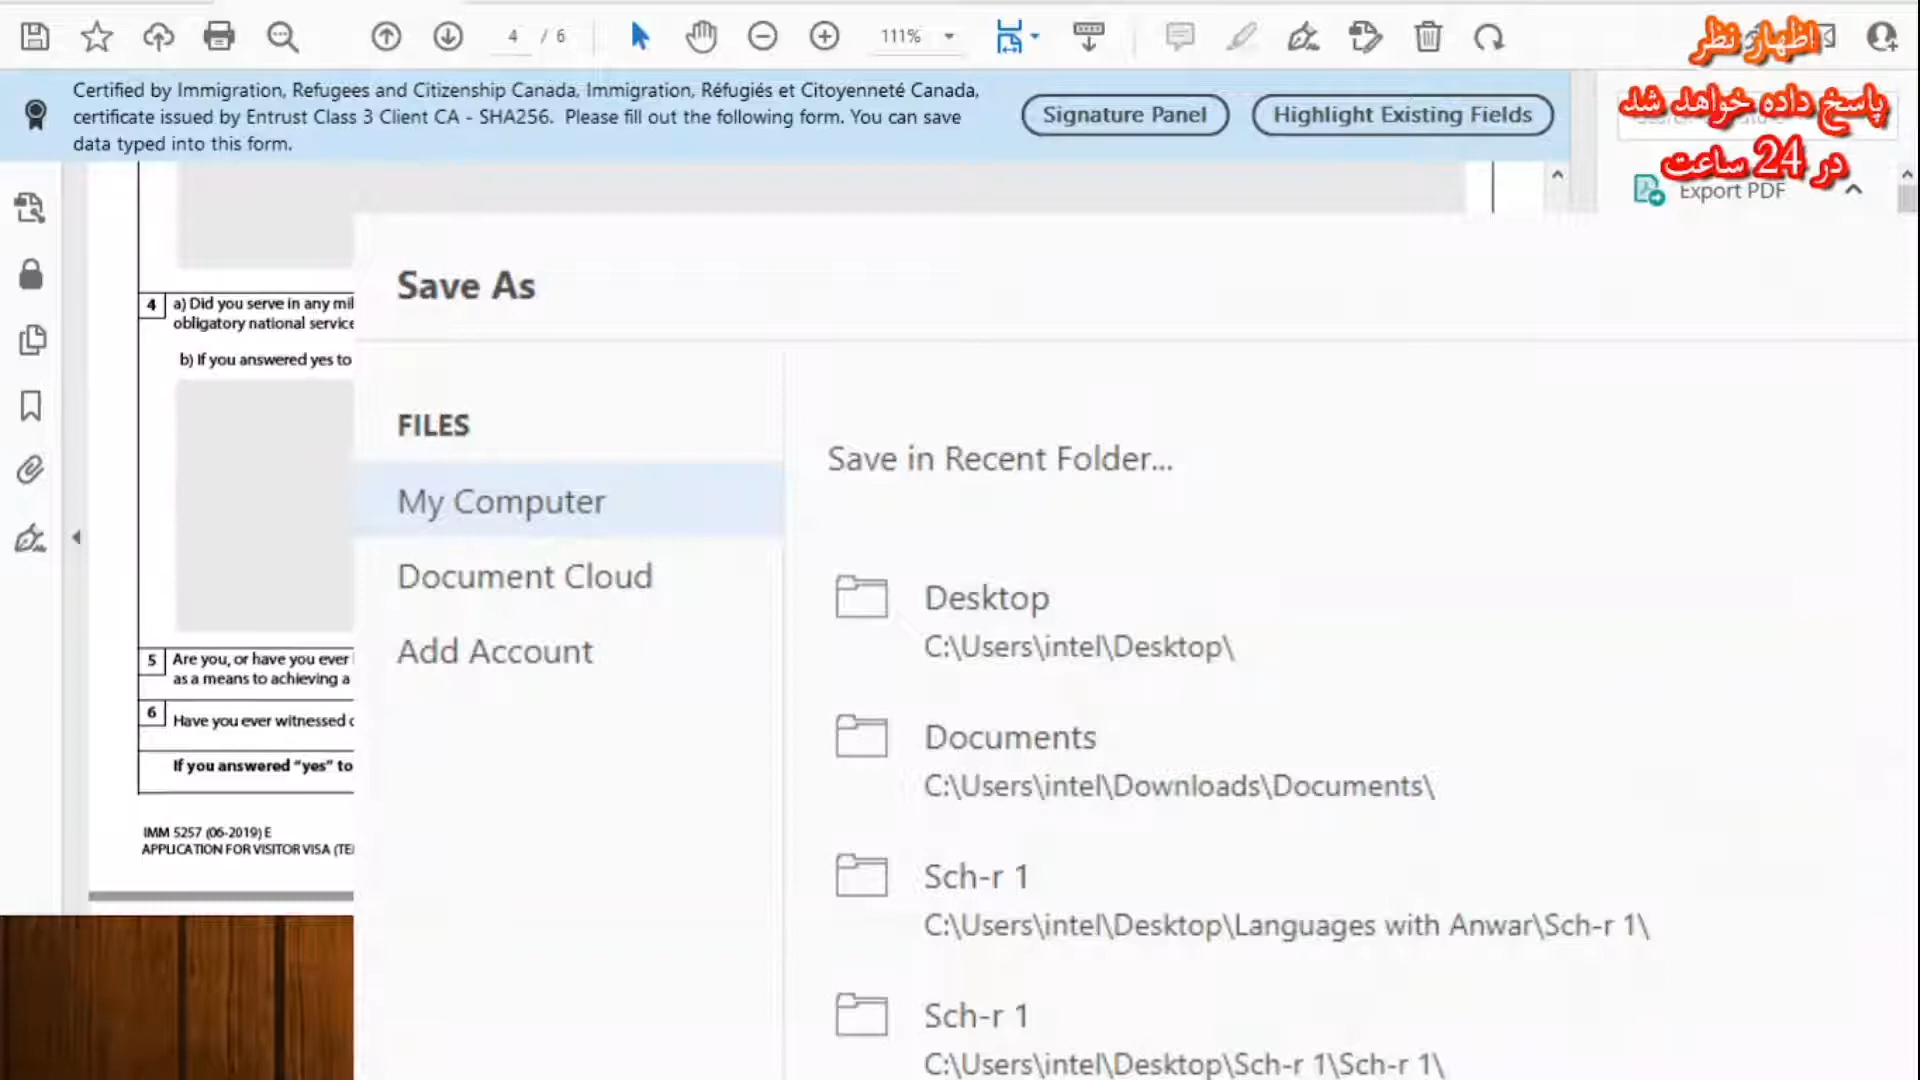 4 / 6
111%
اظهار نظر
پاسخ داده خواهد شد
در 24 ساعت
Certified by Immigration, Refugees and Citizenship Canada, Immigration, Réfugiés et Citoyenneté Canada,
certificate issued by Entrust Class 3 Client CA - SHA256.  Please fill out the following form. You can save
data typed into this form.
Signature Panel
Highlight Existing Fields
Export PDF
4 a) Did you serve in any mil
obligatory national service
b) If you answered yes to
5 Are you, or have you ever
as a means to achieving a
6 Have you ever witnessed
If you answered “yes” to
IMM 5257 (06-2019) E
APPLICATION FOR VISITOR VISA (TE
Save As
FILES
My Computer
Document Cloud
Add Account
Save in Recent Folder...
Desktop
C:\Users\intel\Desktop\
Documents
C:\Users\intel\Downloads\Documents\
Sch-r 1
C:\Users\intel\Desktop\Languages with Anwar\Sch-r 1\
Sch-r 1
C:\Users\intel\Desktop\Sch-r 1\Sch-r 1\